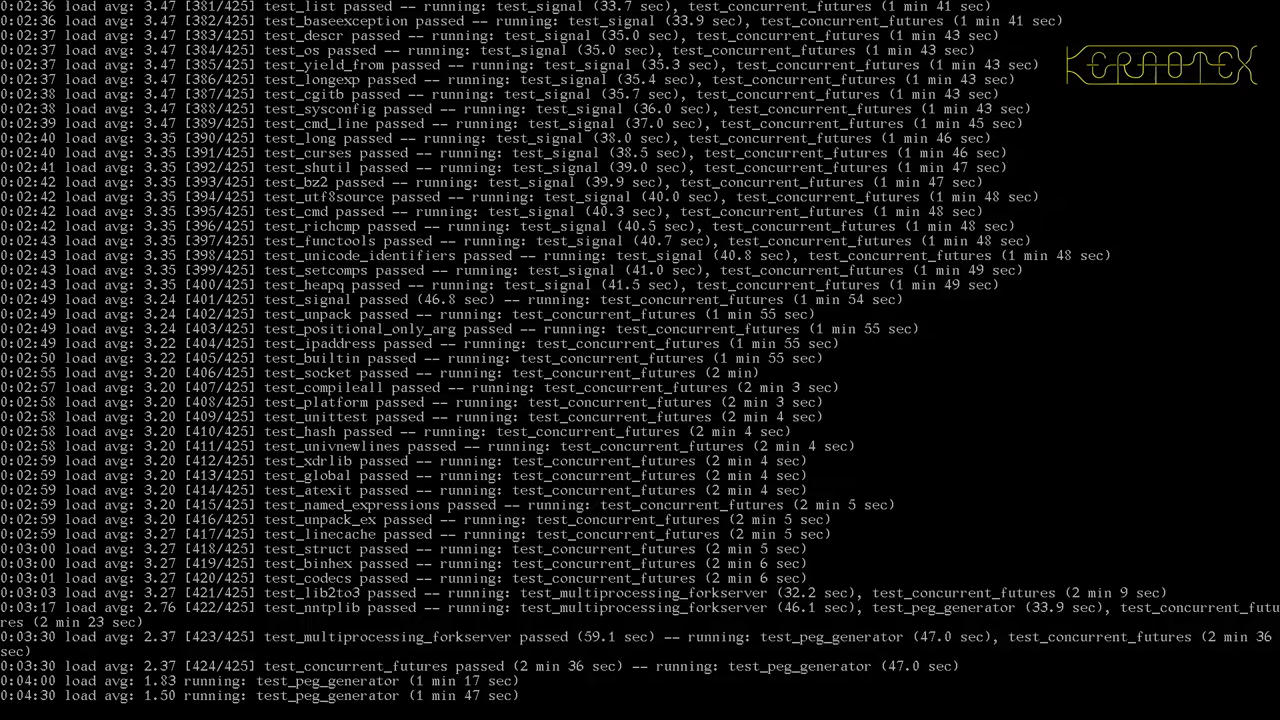 0:02:36 load avg: 3.47 [381/425] test_list passed -- running: test_signal (33.7 sec), test_concurrent_futures (1 min 41 sec)
0:02:36 load avg: 3.47 [382/425] test_baseexception passed -- running: test_signal (33.9 sec), test_concurrent_futures (1 min 41 sec)
0:02:37 load avg: 3.47 [383/425] test_descr passed -- running: test_signal (35.0 sec), test_concurrent_futures (1 min 43 sec)
0:02:37 load avg: 3.47 [384/425] test_os passed -- running: test_signal (35.0 sec), test_concurrent_futures (1 min 43 sec)
0:02:37 load avg: 3.47 [385/425] test_yield_from passed -- running: test_signal (35.3 sec), test_concurrent_futures (1 min 43 sec)
0:02:37 load avg: 3.47 [386/425] test_longexp passed -- running: test_signal (35.4 sec), test_concurrent_futures (1 min 43 sec)
0:02:38 load avg: 3.47 [387/425] test_cgitb passed -- running: test_signal (35.7 sec), test_concurrent_futures (1 min 43 sec)
0:02:38 load avg: 3.47 [388/425] test_sysconfig passed -- running: test_signal (36.0 sec), test_concurrent_futures (1 min 43 sec)
0:02:39 load avg: 3.47 [389/425] test_cmd_line passed -- running: test_signal (37.0 sec), test_concurrent_futures (1 min 45 sec)
0:02:40 load avg: 3.35 [390/425] test_long passed -- running: test_signal (38.0 sec), test_concurrent_futures (1 min 46 sec)
0:02:40 load avg: 3.35 [391/425] test_curses passed -- running: test_signal (38.5 sec), test_concurrent_futures (1 min 46 sec)
0:02:41 load avg: 3.35 [392/425] test_shutil passed -- running: test_signal (39.0 sec), test_concurrent_futures (1 min 47 sec)
0:02:42 load avg: 3.35 [393/425] test_bz2 passed -- running: test_signal (39.9 sec), test_concurrent_futures (1 min 47 sec)
0:02:42 load avg: 3.35 [394/425] test_utf8source passed -- running: test_signal (40.0 sec), test_concurrent_futures (1 min 48 sec)
0:02:42 load avg: 3.35 [395/425] test_cmd passed -- running: test_signal (40.3 sec), test_concurrent_futures (1 min 48 sec)
0:02:42 load avg: 3.35 [396/425] test_richcmp passed -- running: test_signal (40.5 sec), test_concurrent_futures (1 min 48 sec)
0:02:43 load avg: 3.35 [397/425] test_functools passed -- running: test_signal (40.7 sec), test_concurrent_futures (1 min 48 sec)
0:02:43 load avg: 3.35 [398/425] test_unicode_identifiers passed -- running: test_signal (40.8 sec), test_concurrent_futures (1 min 48 sec)
0:02:43 load avg: 3.35 [399/425] test_setcomps passed -- running: test_signal (41.0 sec), test_concurrent_futures (1 min 49 sec)
0:02:43 load avg: 3.35 [400/425] test_heapq passed -- running: test_signal (41.5 sec), test_concurrent_futures (1 min 49 sec)
0:02:49 load avg: 3.24 [401/425] test_signal passed (46.8 sec) -- running: test_concurrent_futures (1 min 54 sec)
0:02:49 load avg: 3.24 [402/425] test_unpack passed -- running: test_concurrent_futures (1 min 55 sec)
0:02:49 load avg: 3.24 [403/425] test_positional_only_arg passed -- running: test_concurrent_futures (1 min 55 sec)
0:02:49 load avg: 3.22 [404/425] test_ipaddress passed -- running: test_concurrent_futures (1 min 55 sec)
0:02:50 load avg: 3.22 [405/425] test_builtin passed -- running: test_concurrent_futures (1 min 55 sec)
0:02:55 load avg: 3.20 [406/425] test_socket passed -- running: test_concurrent_futures (2 min)
0:02:57 load avg: 3.20 [407/425] test_compileall passed -- running: test_concurrent_futures (2 min 3 sec)
0:02:58 load avg: 3.20 [408/425] test_platform passed -- running: test_concurrent_futures (2 min 3 sec)
0:02:58 load avg: 3.20 [409/425] test_unittest passed -- running: test_concurrent_futures (2 min 4 sec)
0:02:58 load avg: 3.20 [410/425] test_hash passed -- running: test_concurrent_futures (2 min 4 sec)
0:02:58 load avg: 3.20 [411/425] test_univnewlines passed -- running: test_concurrent_futures (2 min 4 sec)
0:02:59 load avg: 3.20 [412/425] test_xdrlib passed -- running: test_concurrent_futures (2 min 4 sec)
0:02:59 load avg: 3.20 [413/425] test_global passed -- running: test_concurrent_futures (2 min 4 sec)
0:02:59 load avg: 3.20 [414/425] test_atexit passed -- running: test_concurrent_futures (2 min 4 sec)
0:02:59 load avg: 3.20 [415/425] test_named_expressions passed -- running: test_concurrent_futures (2 min 5 sec)
0:02:59 load avg: 3.20 [416/425] test_unpack_ex passed -- running: test_concurrent_futures (2 min 5 sec)
0:02:59 load avg: 3.27 [417/425] test_linecache passed -- running: test_concurrent_futures (2 min 5 sec)
0:03:00 load avg: 3.27 [418/425] test_struct passed -- running: test_concurrent_futures (2 min 5 sec)
0:03:00 load avg: 3.27 [419/425] test_binhex passed -- running: test_concurrent_futures (2 min 6 sec)
0:03:01 load avg: 3.27 [420/425] test_codecs passed -- running: test_concurrent_futures (2 min 6 sec)
0:03:03 load avg: 3.27 [421/425] test_lib2to3 passed -- running: test_multiprocessing_forkserver (32.2 sec), test_concurrent_futures (2 min 9 sec)
0:03:17 load avg: 2.76 [422/425] test_nntplib passed -- running: test_multiprocessing_forkserver (46.1 sec), test_peg_generator (33.9 sec), test_concurrent_futu
res (2 min 23 sec)
0:03:30 load avg: 2.37 [423/425] test_multiprocessing_forkserver passed (59.1 sec) -- running: test_peg_generator (47.0 sec), test_concurrent_futures (2 min 36
sec)
0:03:30 load avg: 2.37 [424/425] test_concurrent_futures passed (2 min 36 sec) -- running: test_peg_generator (47.0 sec)
0:04:00 load avg: 1.83 running: test_peg_generator (1 min 17 sec)
0:04:30 load avg: 1.50 running: test_peg_generator (1 min 47 sec)